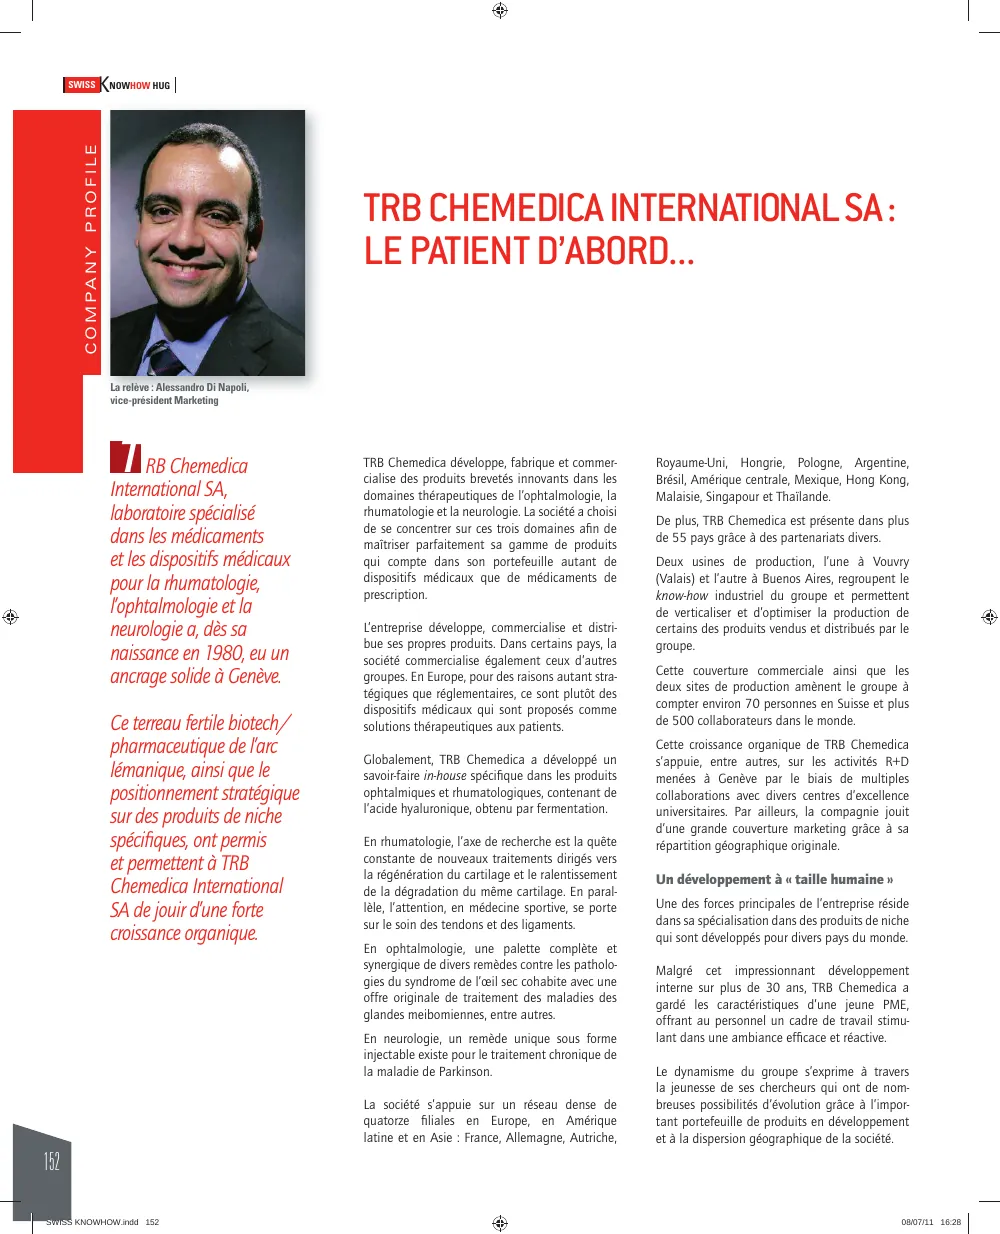 SWISS KNOWHOW HUG
COMPANY PROFILE
TRB CHEMEDICA INTERNATIONAL SA :
LE PATIENT D’ABORD...
La relève : Alessandro Di Napoli,
vice-président Marketing
TRB Chemedica
International SA,
laboratoire spécialisé
dans les médicaments
et les dispositifs médicaux
pour la rhumatologie,
l’ophtalmologie et la
neurologie a, dès sa
naissance en 1980, eu un
ancrage solide à Genève.
Ce terreau fertile biotech/
pharmaceutique de l’arc
lémanique, ainsi que le
positionnement stratégique
sur des produits de niche
spécifiques, ont permis
et permettent à TRB
Chemedica International
SA de jouir d’une forte
croissance organique.
TRB Chemedica développe, fabrique et commer-
cialise des produits brevetés innovants dans les
domaines thérapeutiques de l’ophtalmologie, la
rhumatologie et la neurologie. La société a choisi
de se concentrer sur ces trois domaines afin de
maîtriser parfaitement sa gamme de produits
qui compte dans son portefeuille autant de
dispositifs médicaux que de médicaments de
prescription.
L’entreprise développe, commercialise et distri-
bue ses propres produits. Dans certains pays, la
société commercialise également ceux d’autres
groupes. En Europe, pour des raisons autant stra-
tégiques que réglementaires, ce sont plutôt des
dispositifs médicaux qui sont proposés comme
solutions thérapeutiques aux patients.
Globalement, TRB Chemedica a développé un
savoir-faire in-house spécifique dans les produits
ophtalmiques et rhumatologiques, contenant de
l’acide hyaluronique, obtenu par fermentation.
En rhumatologie, l’axe de recherche est la quête
constante de nouveaux traitements dirigés vers
la régénération du cartilage et le ralentissement
de la dégradation du même cartilage. En paral-
lèle, l’attention, en médecine sportive, se porte
sur le soin des tendons et des ligaments.
En ophtalmologie, une palette complète et
synergique de divers remèdes contre les patholo-
gies du syndrome de l’œil sec cohabite avec une
offre originale de traitement des maladies des
glandes meibomiennes, entre autres.
En neurologie, un remède unique sous forme
injectable existe pour le traitement chronique de
la maladie de Parkinson.
La société s’appuie sur un réseau dense de
quatorze filiales en Europe, en Amérique
latine et en Asie : France, Allemagne, Autriche,
Royaume-Uni, Hongrie, Pologne, Argentine,
Brésil, Amérique centrale, Mexique, Hong Kong,
Malaisie, Singapour et Thaïlande.
De plus, TRB Chemedica est présente dans plus
de 55 pays grâce à des partenariats divers.
Deux usines de production, l’une à Vouvry
(Valais) et l’autre à Buenos Aires, regroupent le
know-how industriel du groupe et permettent
de verticaliser et d’optimiser la production de
certains des produits vendus et distribués par le
groupe.
Cette couverture commerciale ainsi que les
deux sites de production amènent le groupe à
compter environ 70 personnes en Suisse et plus
de 500 collaborateurs dans le monde.
Cette croissance organique de TRB Chemedica
s’appuie, entre autres, sur les activités R+D
menées à Genève par le biais de multiples
collaborations avec divers centres d’excellence
universitaires. Par ailleurs, la compagnie jouit
d’une grande couverture marketing grâce à sa
répartition géographique originale.
Un développement à « taille humaine »
Une des forces principales de l’entreprise réside
dans sa spécialisation dans des produits de niche
qui sont développés pour divers pays du monde.
Malgré cet impressionnant développement
interne sur plus de 30 ans, TRB Chemedica a
gardé les caractéristiques d’une jeune PME,
offrant au personnel un cadre de travail stimu-
lant dans une ambiance efficace et réactive.
Le dynamisme du groupe s’exprime à travers
la jeunesse de ses chercheurs qui ont de nom-
breuses possibilités d’évolution grâce à l’impor-
tant portefeuille de produits en développement
et à la dispersion géographique de la société.
152
SWISS KNOWHOW.indd 152
08/07/11 16:28